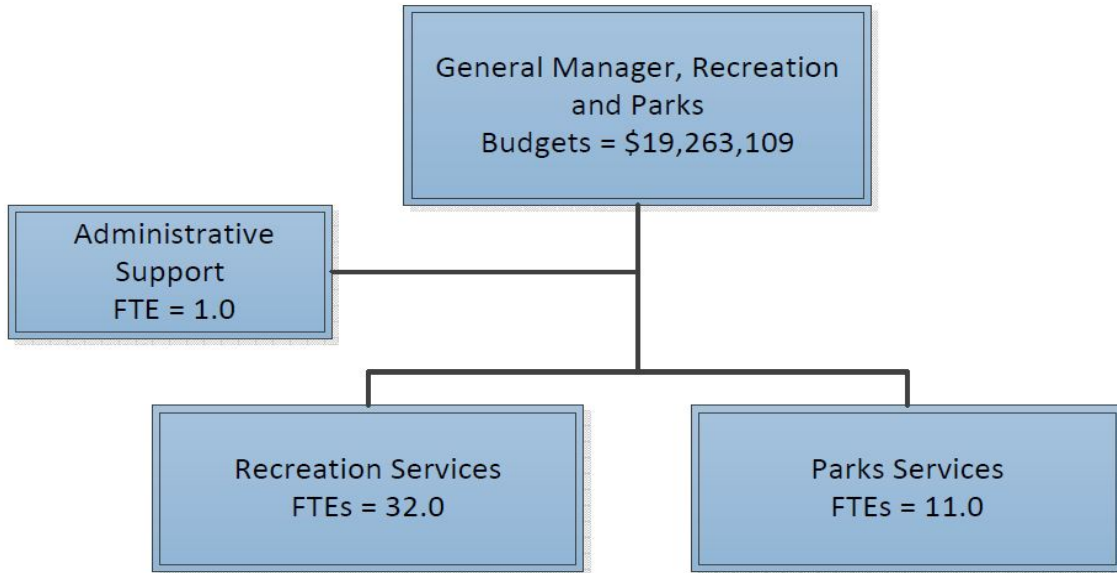 General Manager, Recreation
and Parks
Budgets = $19,263,109
Administrative
Support
FTE = 1.0
Recreation Services
FTEs = 32.0
Parks Services
FTEs = 11.0